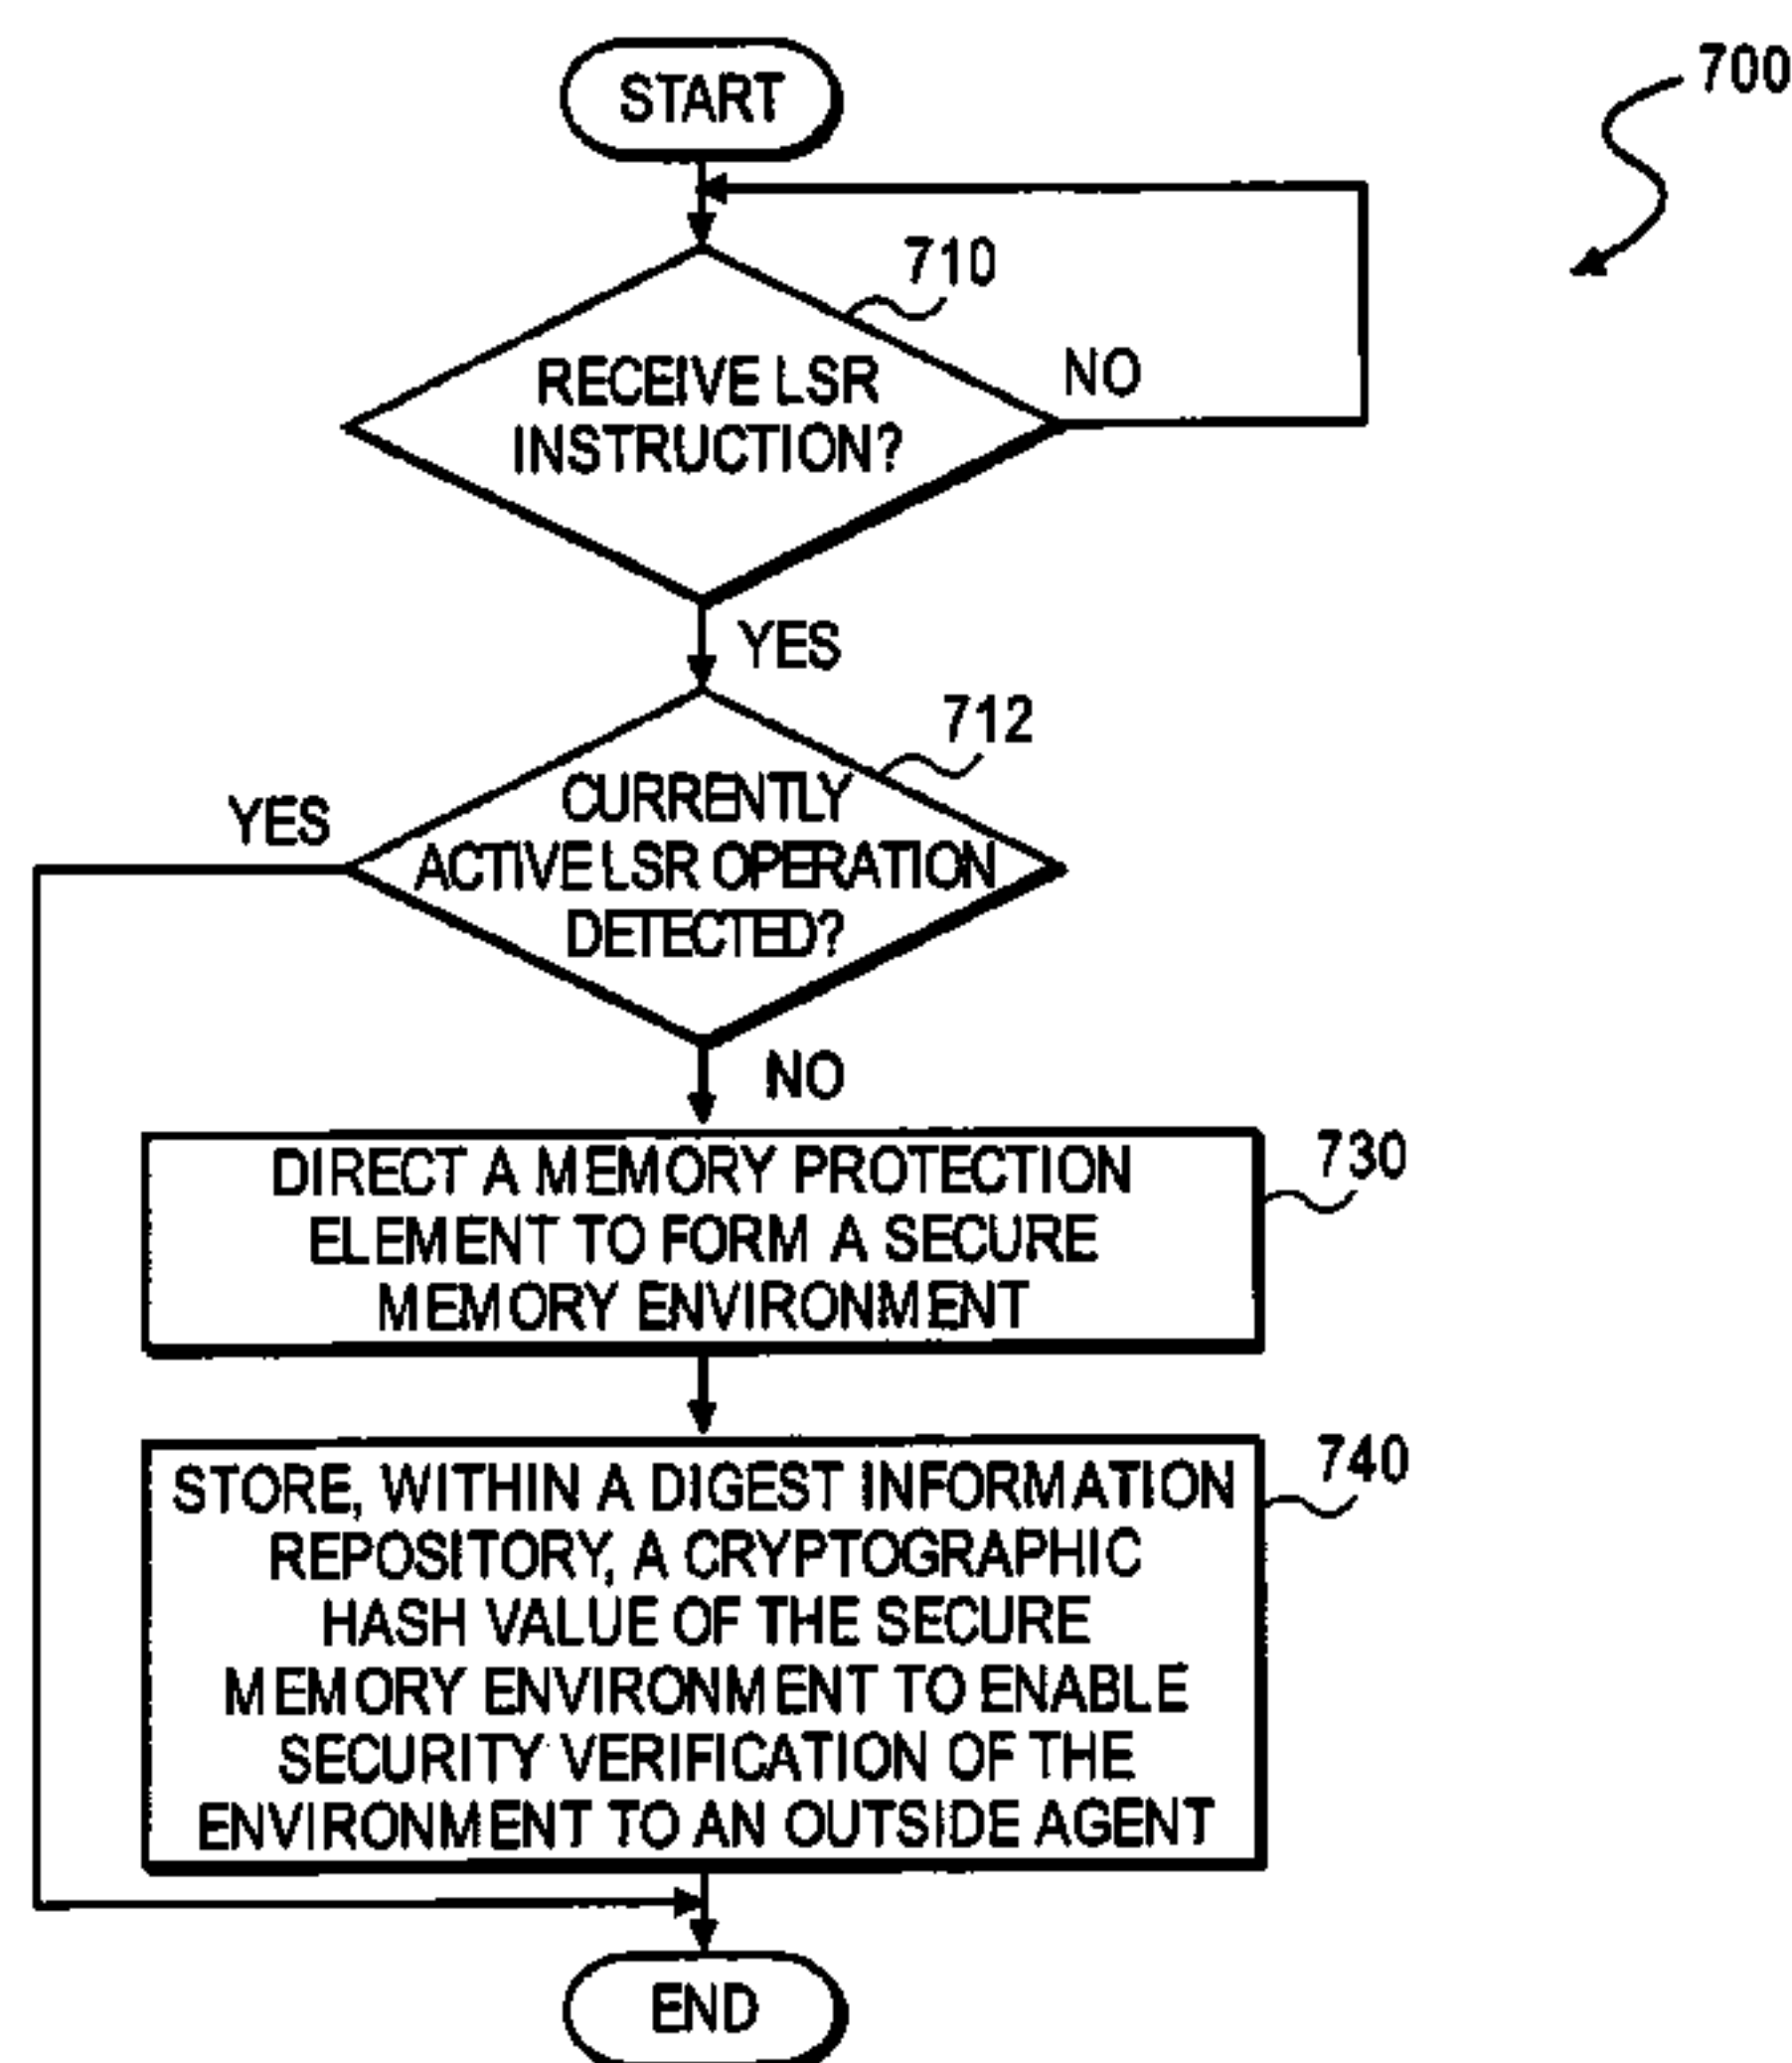 START
700
710
RECEIVE LSR
INSTRUCTION?
NO
YES
712
CURRENTLY
ACTIVE LSR OPERATION
DETECTED?
YES
NO
DIRECT A MEMORY PROTECTION
ELEMENT TO FORM A SECURE
MEMORY ENVIRONMENT
730
STORE, WITHIN A DIGEST INFORMATION
REPOSITORY, A CRYPTOGRAPHIC
HASH VALUE OF THE SECURE
MEMORY ENVIRONMENT TO ENABLE
SECURITY VERIFICATION OF THE
ENVIRONMENT TO AN OUTSIDE AGENT
740
END